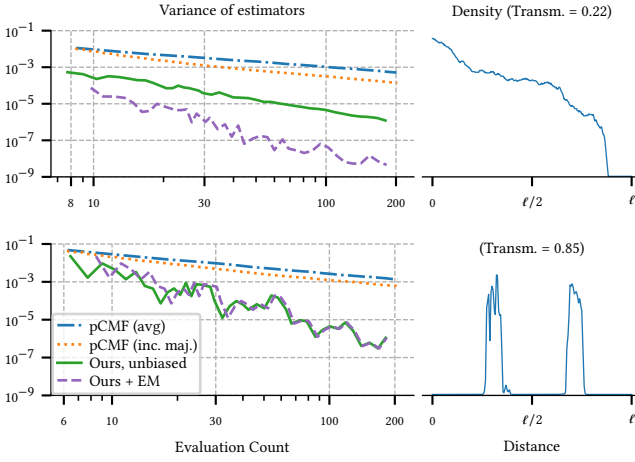 Variance of estimators
Density (Transm. = 0.22)
10⁻¹
10⁻³
10⁻⁵
10⁻⁷
10⁻⁹
8 10 30 100 200
0 ℓ/2 ℓ
(Transm. = 0.85)
10⁻¹
10⁻³
10⁻⁵
10⁻⁷
10⁻⁹
pCMF (avg)
pCMF (inc. maj.)
Ours, unbiased
Ours + EM
6 10 30 100 200
0 ℓ/2 ℓ
Evaluation Count
Distance